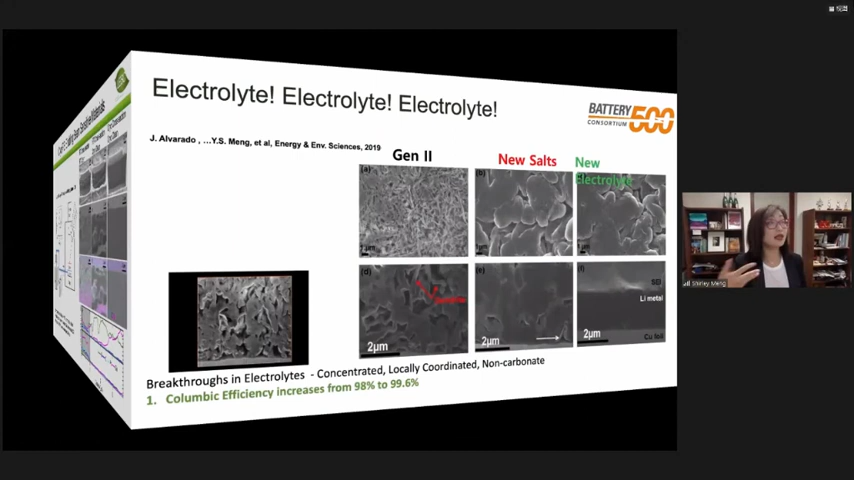 Electrolyte! Electrolyte! Electrolyte!
BATTERY 500
CONSORTIUM
J. Alvarado , ...Y.S. Meng, et al, Energy & Env. Sciences, 2019
Gen II
New Salts
New
Electrolyte
(a)
(b)
(d)
(e)
(f)
SEI
Li metal
Cu foil
2μm
2μm
2μm
Breakthroughs in Electrolytes - Concentrated, Locally Coordinated, Non-carbonate
1. Columbic Efficiency increases from 98% to 99.6%
Shirley Meng